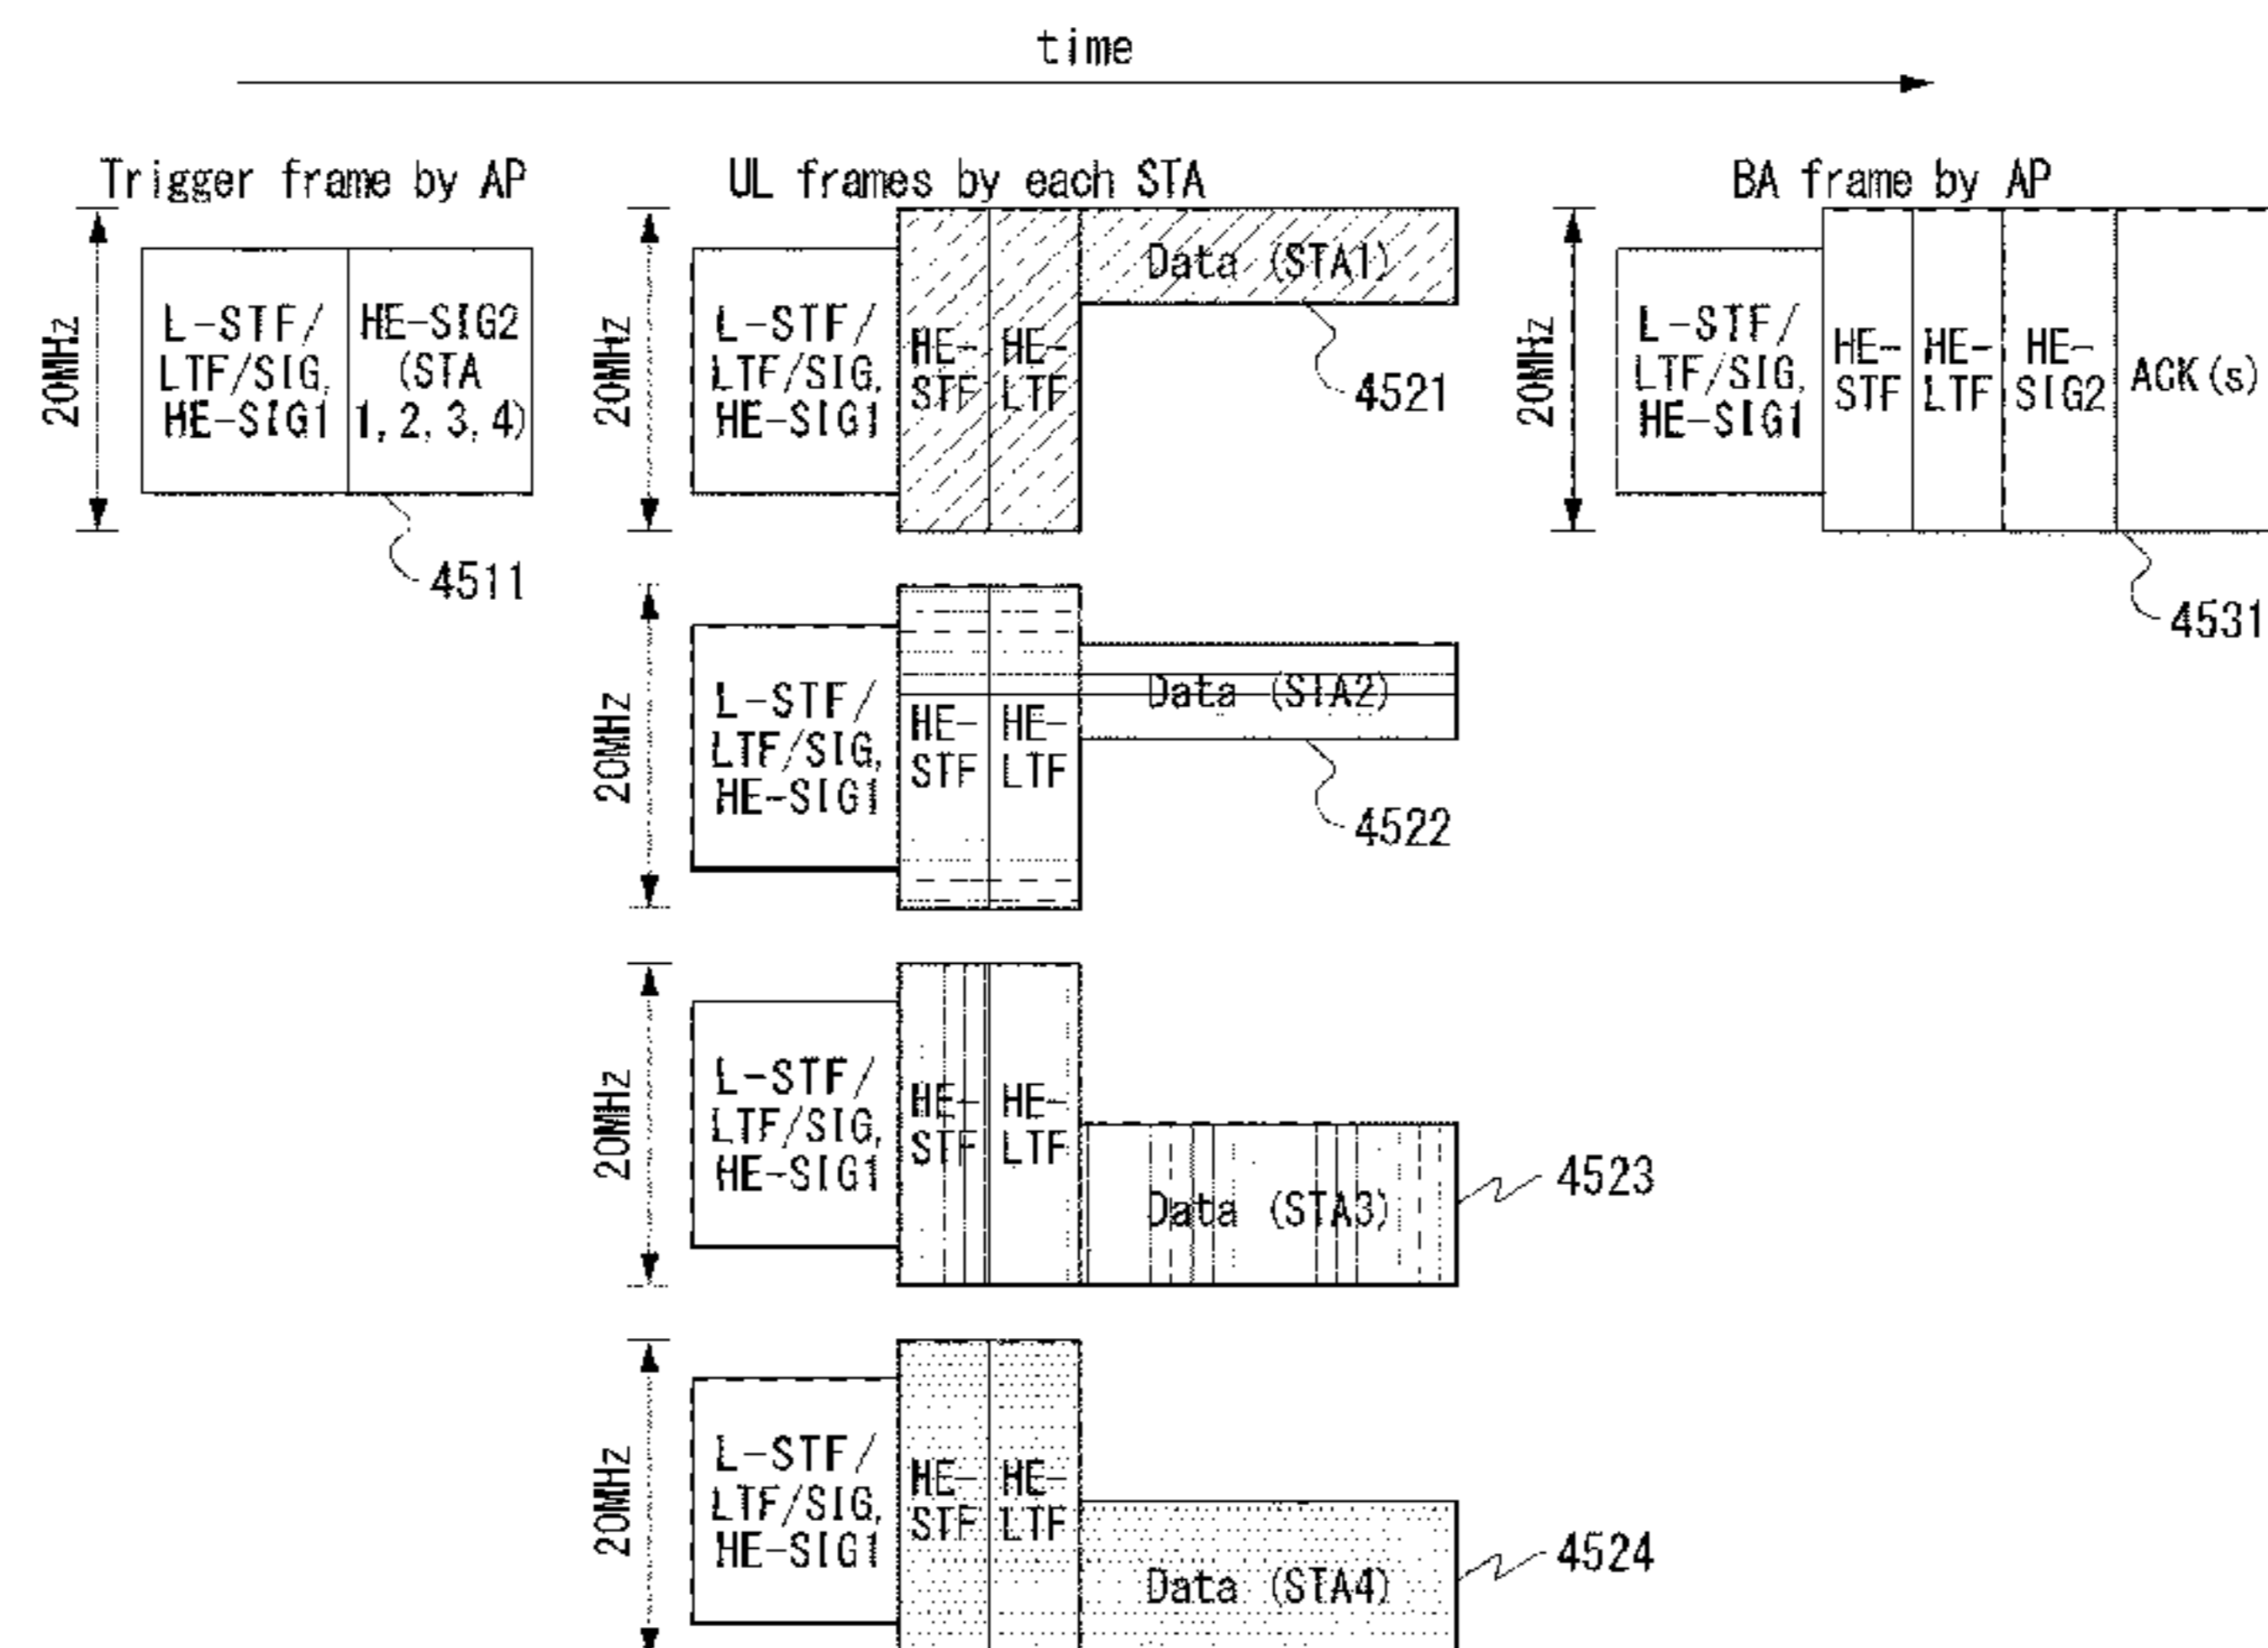 time
Trigger frame by AP
UL frames by each STA
BA frame by AP
20MHz
L-STF/
LTF/SIG,
HE-SIG1
HE-SIG2
(STA
1,2,3,4)
4511
20MHz
L-STF/
LTF/SIG,
HE-SIG1
HE-
STF
HE-
LTF
Data (STA1)
4521
20MHz
L-STF/
LTF/SIG,
HE-SIG1
HE-
STF
HE-
LTF
HE-
SIG2
ACK(s)
4531
20MHz
L-STF/
LTF/SIG,
HE-SIG1
HE-
STF
HE-
LTF
Data (STA2)
4522
20MHz
L-STF/
LTF/SIG,
HE-SIG1
HE-
STF
HE-
LTF
Data (STA3)
4523
20MHz
L-STF/
LTF/SIG,
HE-SIG1
HE-
STF
HE-
LTF
Data (STA4)
4524